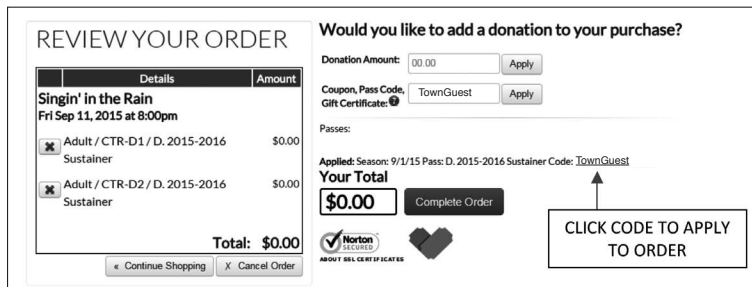 REVIEW YOUR ORDER
Details Amount
Singin' in the Rain
Fri Sep 11, 2015 at 8:00pm
✖ Adult / CTR-D1 / D. 2015-2016 $0.00
Sustainer
✖ Adult / CTR-D2 / D. 2015-2016 $0.00
Sustainer
Total: $0.00
« Continue Shopping X Cancel Order
Would you like to add a donation to your purchase?
Donation Amount: 00.00 Apply
Coupon, Pass Code, TownGuest Apply
Gift Certificate: ?
Passes:
Applied: Season: 9/1/15 Pass: D. 2015-2016 Sustainer Code: TownGuest
Your Total
$0.00 Complete Order
Norton
SECURED
ABOUT SSL CERTIFICATES
CLICK CODE TO APPLY
TO ORDER